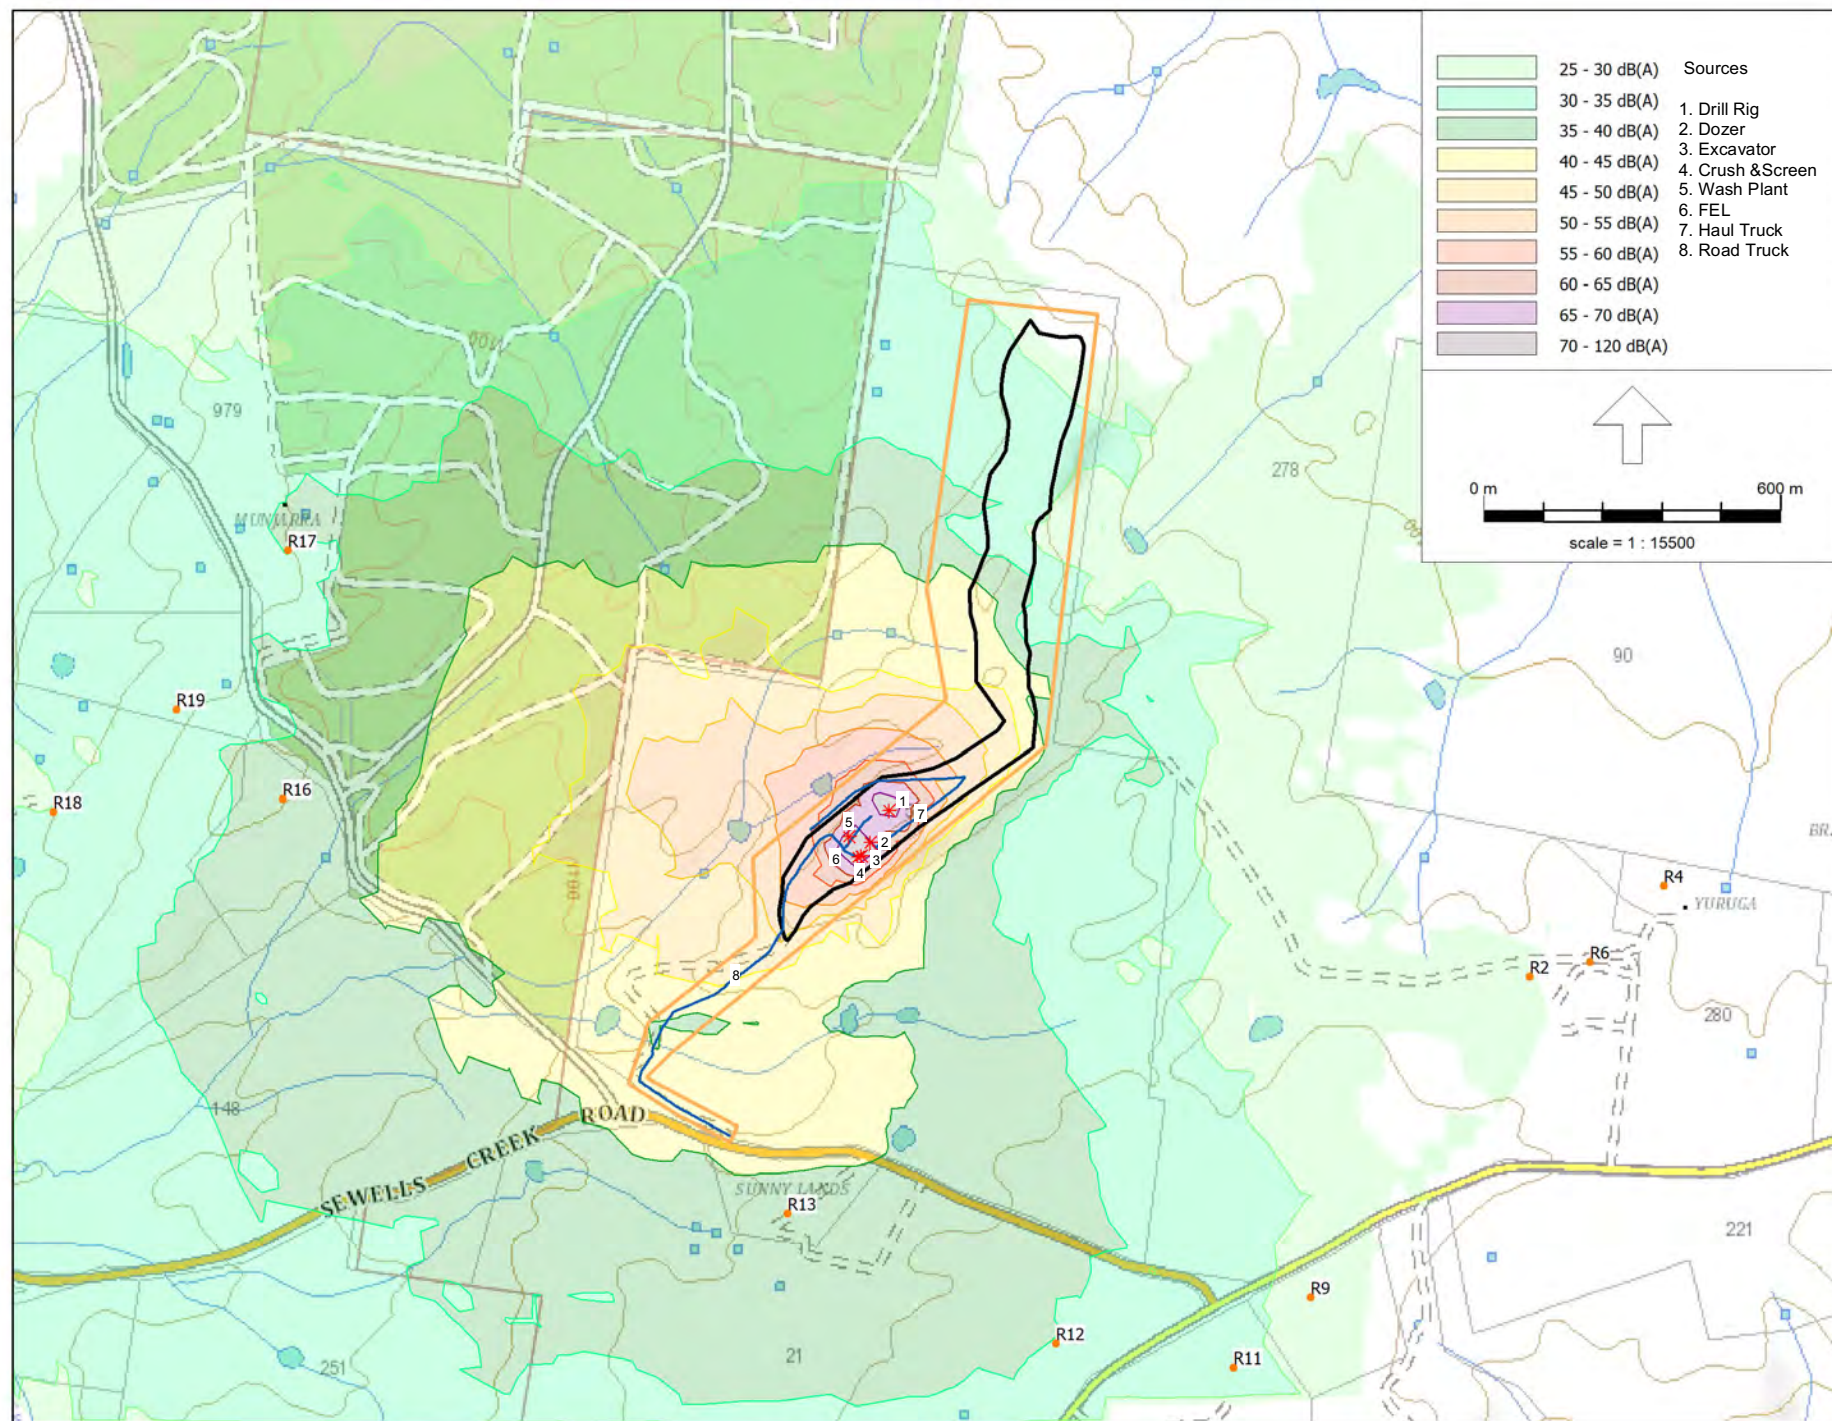 25 - 30 dB(A)
30 - 35 dB(A)
35 - 40 dB(A)
40 - 45 dB(A)
45 - 50 dB(A)
50 - 55 dB(A)
55 - 60 dB(A)
60 - 65 dB(A)
65 - 70 dB(A)
70 - 120 dB(A)
Sources
1. Drill Rig
2. Dozer
3. Excavator
4. Crush &Screen
5. Wash Plant
6. FEL
7. Haul Truck
8. Road Truck
0 m
600 m
scale = 1 : 15500
1100
979
278
MUNJARRA
R17
90
R19
R16
R18
1
7
5
2
6
3
4
BRA
R4
YURUGA
1100
R6
R2
8
280
148
SEWELLS CREEK ROAD
SUNNY LANDS
R13
221
R9
R12
R11
21
251